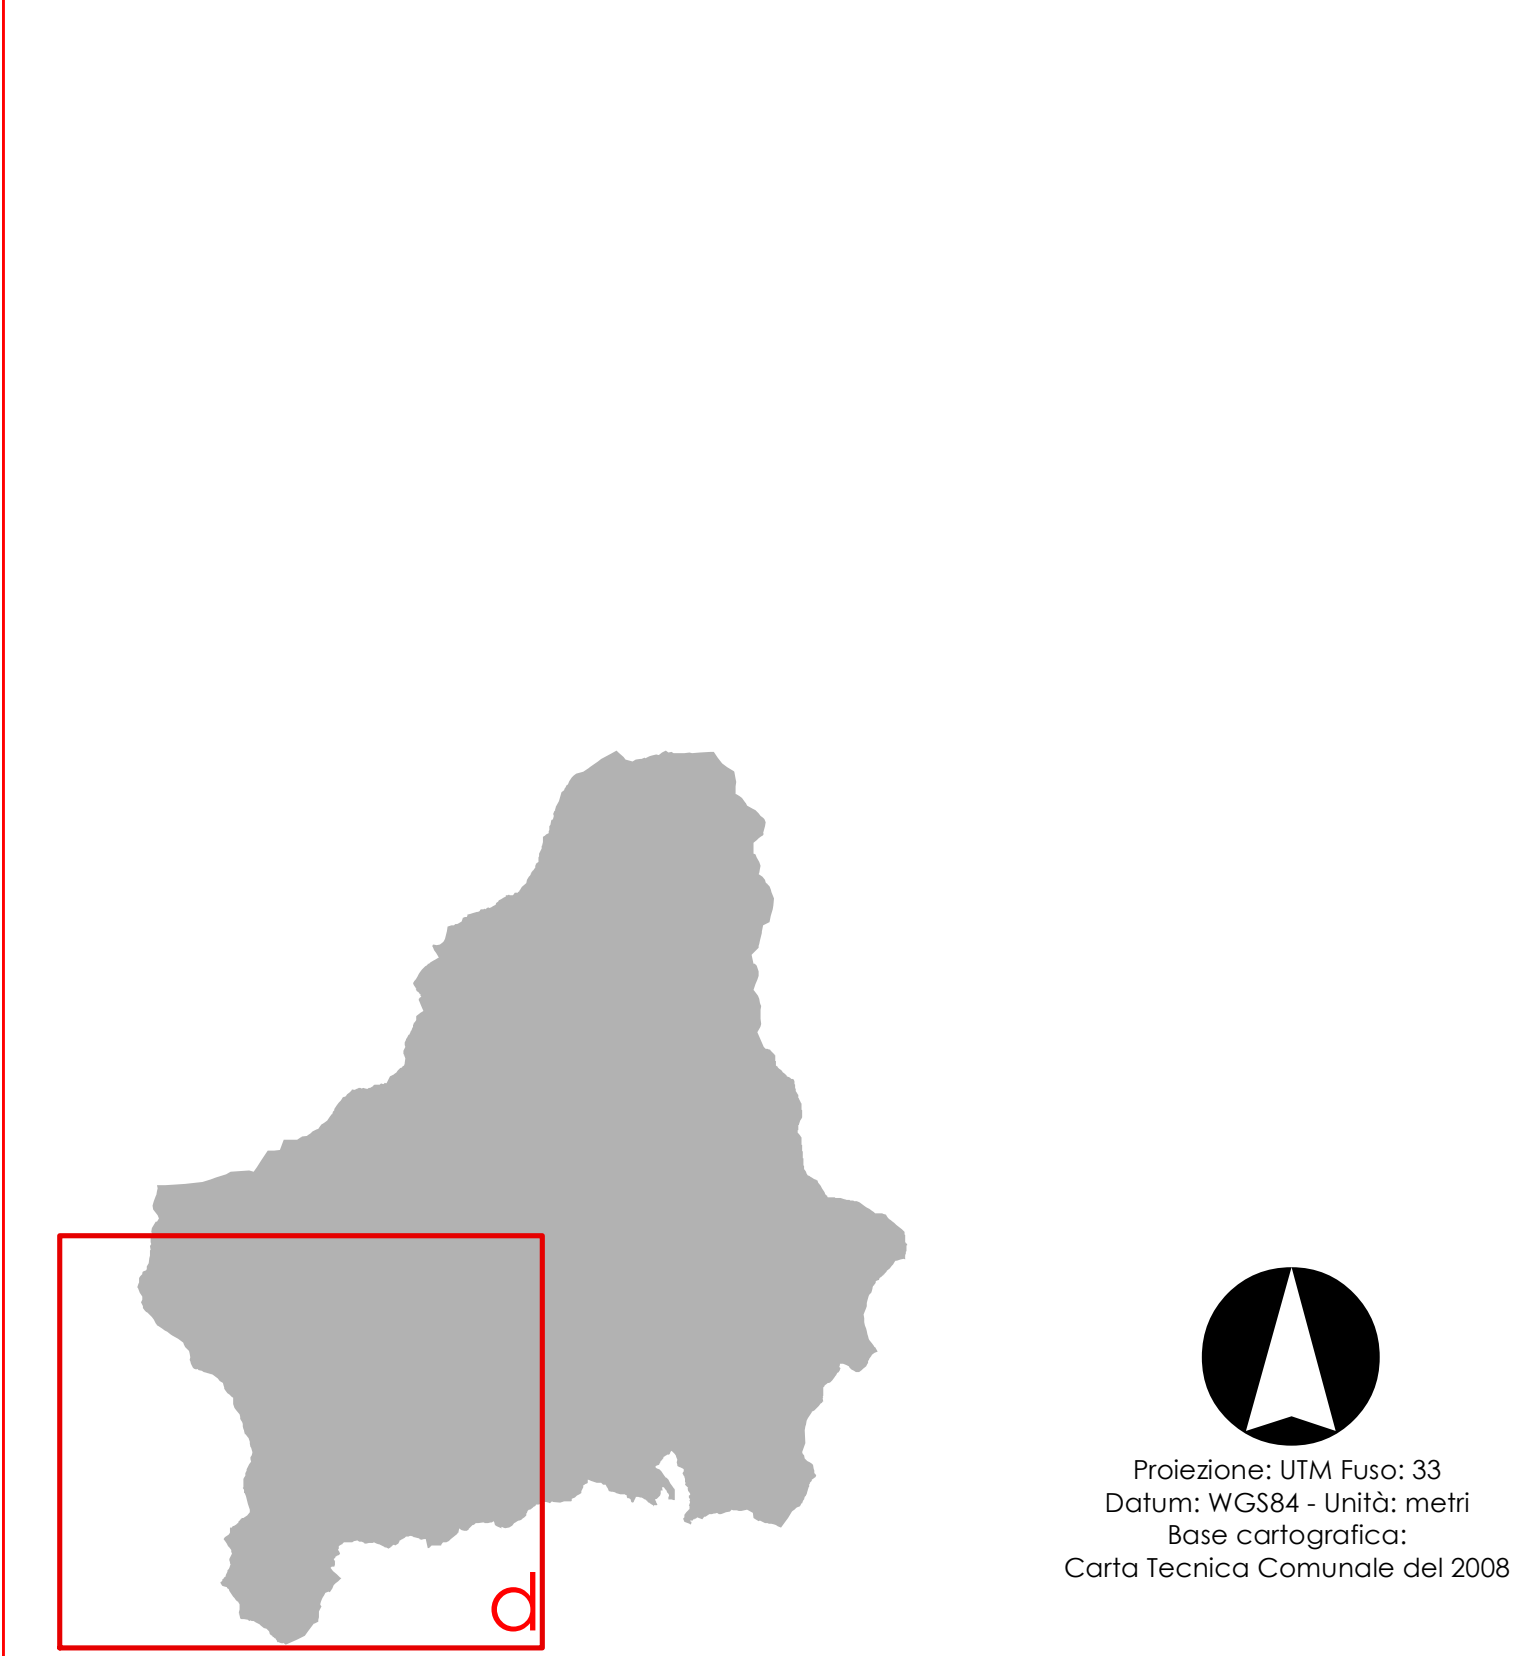 d
Proiezione: UTM Fuso: 33
Datum: WGS84 - Unità: metri
Base cartografica:
Carta Tecnica Comunale del 2008